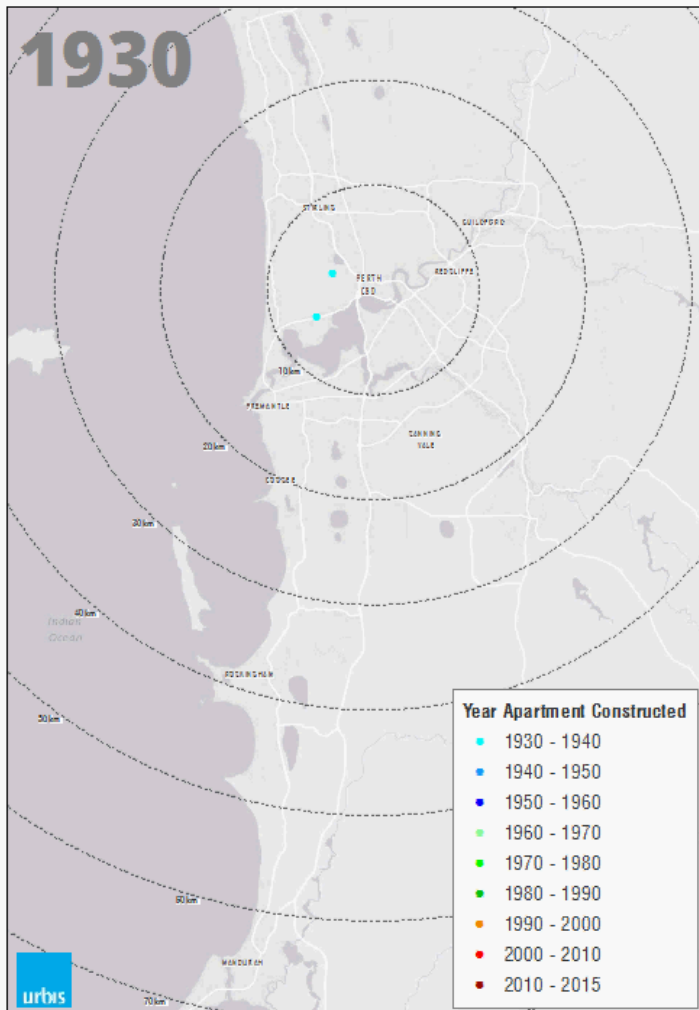 1930
STIRLING
GUILDFORD
PERTH
CBD
REDCLIFFE
10km
FREMANTLE
CANNING
VALE
20km
COOGEE
30km
40km
Indian
Ocean
ROCKINGHAM
50km
Year Apartment Constructed
1930 - 1940
1940 - 1950
1950 - 1960
1960 - 1970
1970 - 1980
1980 - 1990
1990 - 2000
2000 - 2010
2010 - 2015
60km
MANDURAH
urbis
70km